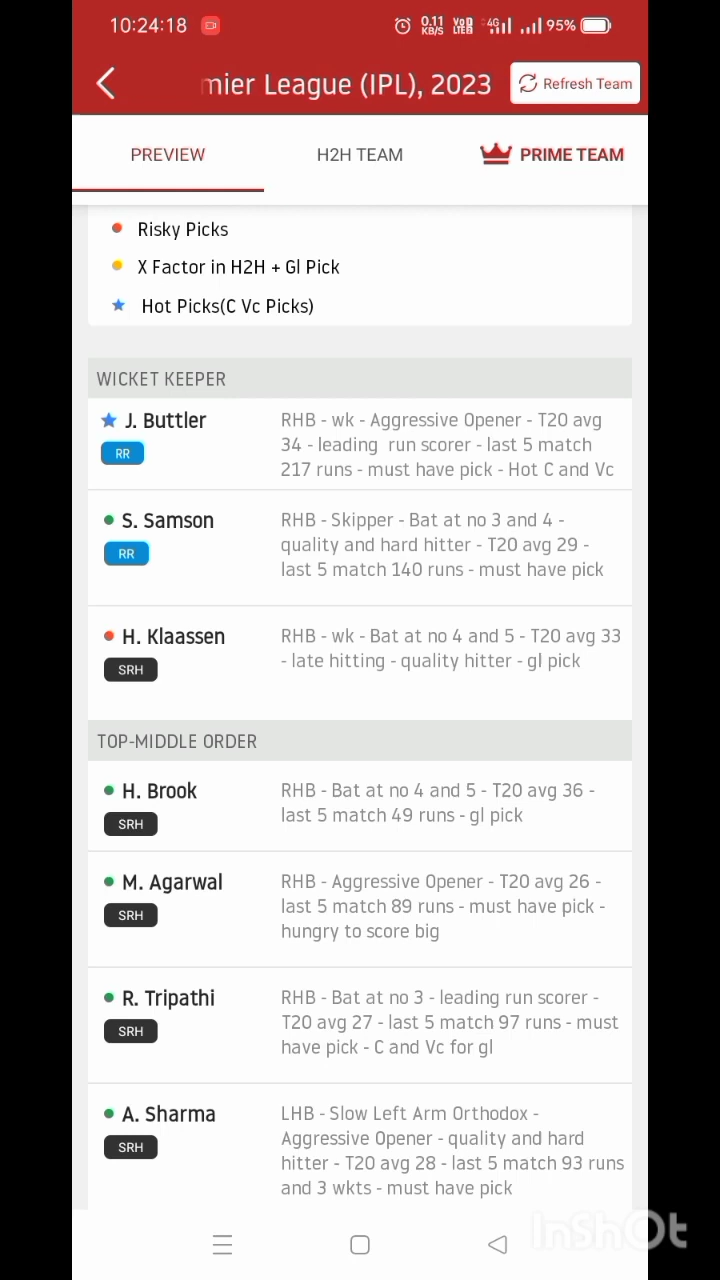 10:24:18 0.11 KB/S VoD LTE 4G 95%
mier League (IPL), 2023 Refresh Team
PREVIEW H2H TEAM PRIME TEAM
Risky Picks
X Factor in H2H + Gl Pick
Hot Picks(C Vc Picks)
WICKET KEEPER
J. Buttler
RR
RHB - wk - Aggressive Opener - T20 avg
34 - leading run scorer - last 5 match
217 runs - must have pick - Hot C and Vc
S. Samson
RR
RHB - Skipper - Bat at no 3 and 4 -
quality and hard hitter - T20 avg 29 -
last 5 match 140 runs - must have pick
H. Klaassen
SRH
RHB - wk - Bat at no 4 and 5 - T20 avg 33
- late hitting - quality hitter - gl pick
TOP-MIDDLE ORDER
H. Brook
SRH
RHB - Bat at no 4 and 5 - T20 avg 36 -
last 5 match 49 runs - gl pick
M. Agarwal
SRH
RHB - Aggressive Opener - T20 avg 26 -
last 5 match 89 runs - must have pick -
hungry to score big
R. Tripathi
SRH
RHB - Bat at no 3 - leading run scorer -
T20 avg 27 - last 5 match 97 runs - must
have pick - C and Vc for gl
A. Sharma
SRH
LHB - Slow Left Arm Orthodox -
Aggressive Opener - quality and hard
hitter - T20 avg 28 - last 5 match 93 runs
and 3 wkts - must have pick
InShOt